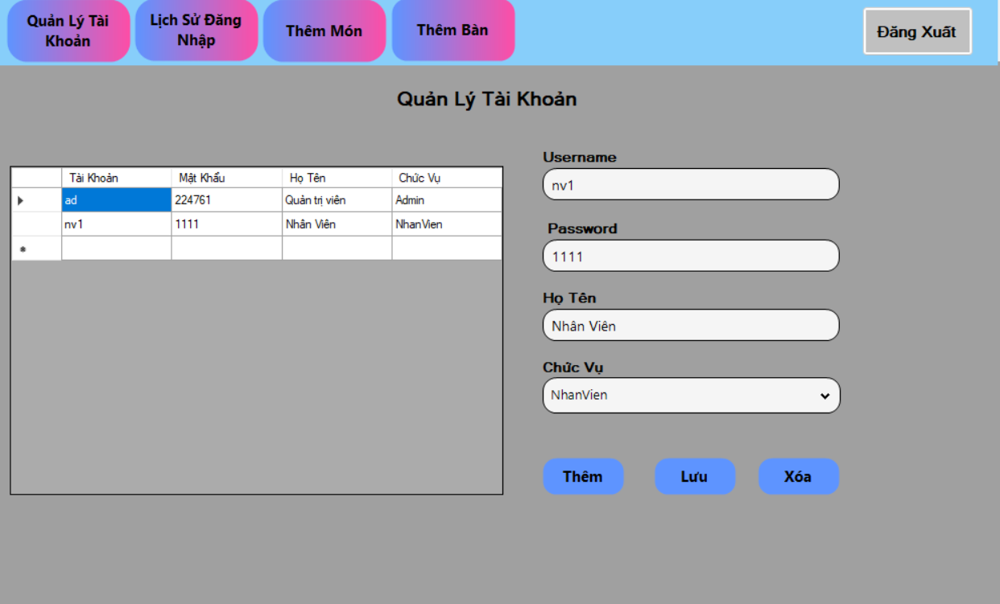 Quản Lý Tài
Khoản
Lịch Sử Đăng
Nhập
Thêm Món
Thêm Bàn
Đăng Xuất
Quản Lý Tài Khoản
Tài Khoản Mật Khẩu Họ Tên Chức Vụ
ad 224761 Quản trị viên Admin
nv1 1111 Nhân Viên NhanVien
Username
nv1
Password
1111
Họ Tên
Nhân Viên
Chức Vụ
NhanVien
Thêm Lưu Xóa